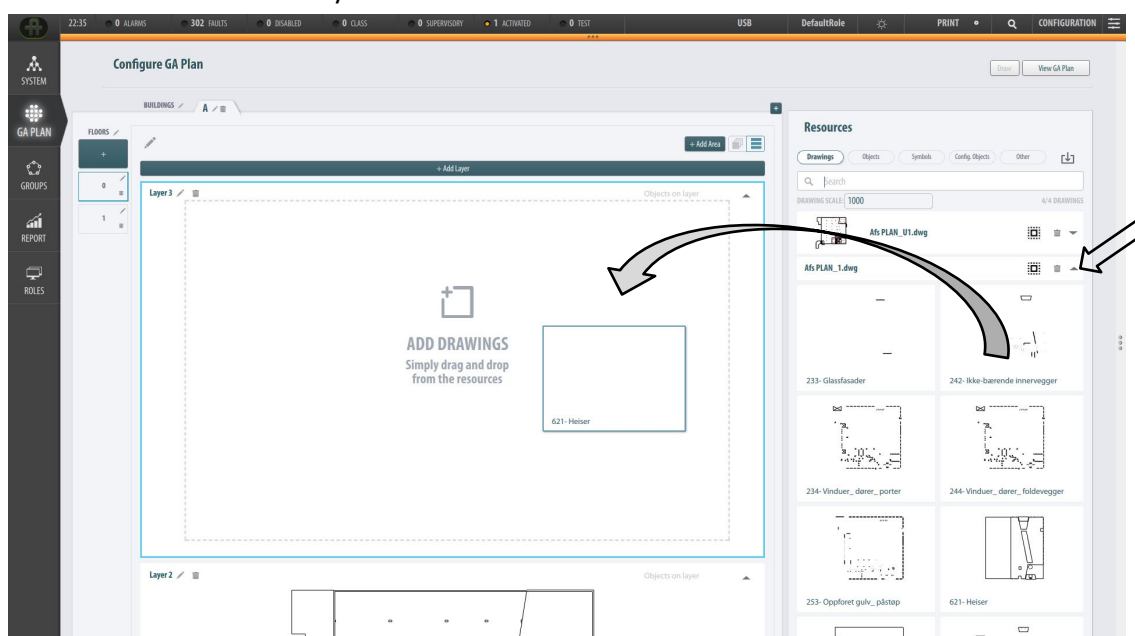 22:35 0 ALARMS 302 FAULTS 0 DISABLED 0 CLASS 0 SUPERVISORY 1 ACTIVATED 0 TEST USB DefaultRole PRINT CONFIGURATION
SYSTEM
GA PLAN
GROUPS
REPORT
ROLES
Configure GA Plan
Draw View GA Plan
BUILDINGS A
FLOORS
+
0
1
+ Add Area
+ Add Layer
Layer 3 Objects on layer
ADD DRAWINGS
Simply drag and drop
from the resources
621- Heiser
Layer 2 Objects on layer
Resources
Drawings Objects Symbols Config. Objects Other
Search
DRAWING SCALE: 1000 4/4 DRAWINGS
Afs PLAN_U1.dwg
Afs PLAN_1.dwg
233- Glassfasader 242- Ikke-bærende innervegger
234- Vinduer_ dører_ porter 244- Vinduer_ dører_ foldevegger
253- Oppforet gulv_ påstøp 621- Heiser